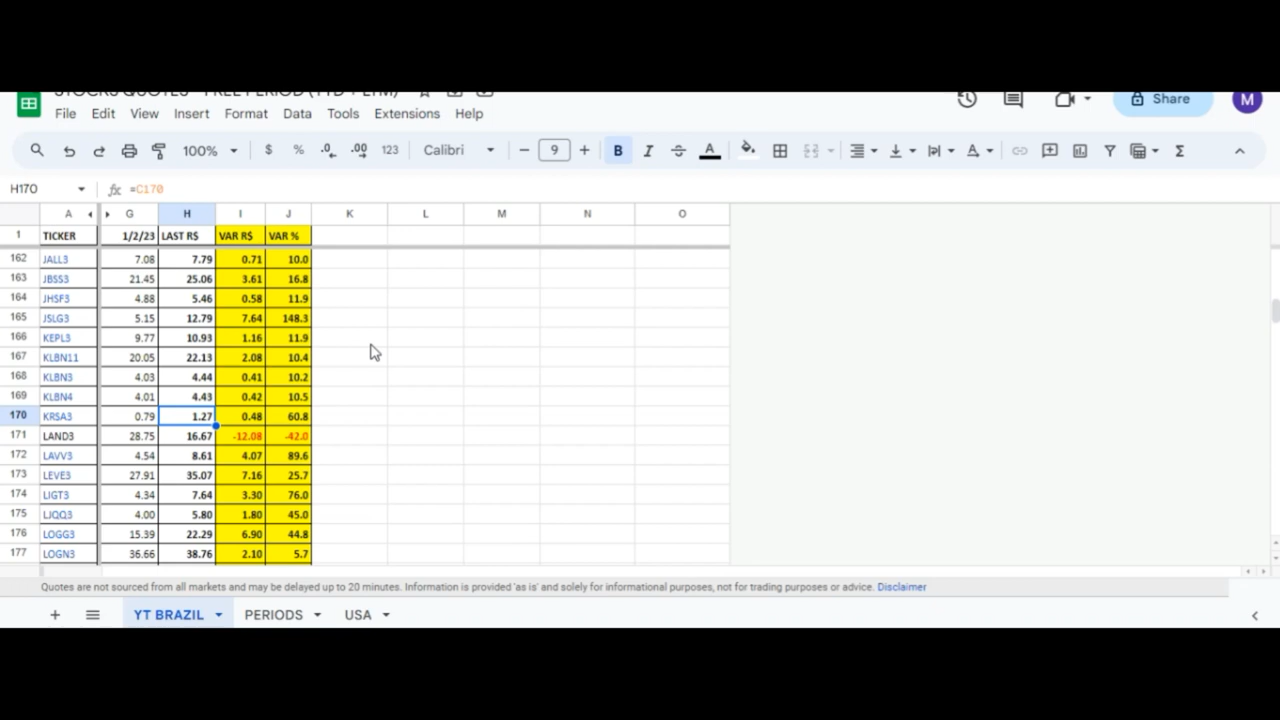 STOCKS QUOTES - FREE PERIOD (YTD + LTM)
File Edit View Insert Format Data Tools Extensions Help
Share M
100% $ % .0 .00 123 Calibri − 9 + B I A Σ
H170 fx =C170
A G H I J K L M N O
1 TICKER 1/2/23 LAST R$ VAR R$ VAR %
162 JALL3 7.08 7.79 0.71 10.0
163 JBSS3 21.45 25.06 3.61 16.8
164 JHSF3 4.88 5.46 0.58 11.9
165 JSLG3 5.15 12.79 7.64 148.3
166 KEPL3 9.77 10.93 1.16 11.9
167 KLBN11 20.05 22.13 2.08 10.4
168 KLBN3 4.03 4.44 0.41 10.2
169 KLBN4 4.01 4.43 0.42 10.5
170 KRSA3 0.79 1.27 0.48 60.8
171 LAND3 28.75 16.67 -12.08 -42.0
172 LAVV3 4.54 8.61 4.07 89.6
173 LEVE3 27.91 35.07 7.16 25.7
174 LIGT3 4.34 7.64 3.30 76.0
175 LJQQ3 4.00 5.80 1.80 45.0
176 LOGG3 15.39 22.29 6.90 44.8
177 LOGN3 36.66 38.76 2.10 5.7
Quotes are not sourced from all markets and may be delayed up to 20 minutes. Information is provided 'as is' and solely for informational purposes, not for trading purposes or advice. Disclaimer
+ YT BRAZIL PERIODS USA